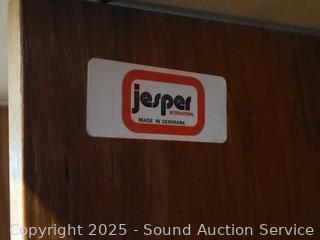 jesper
INTERNATIONAL
MADE IN DENMARK
Copyright 2025 - Sound Auction Service